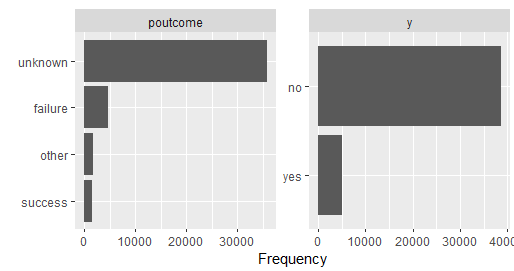 poutcome
y
unknown
failure
other
success
no
yes
0
10000
20000
30000
0
10000
20000
30000
40000
Frequency